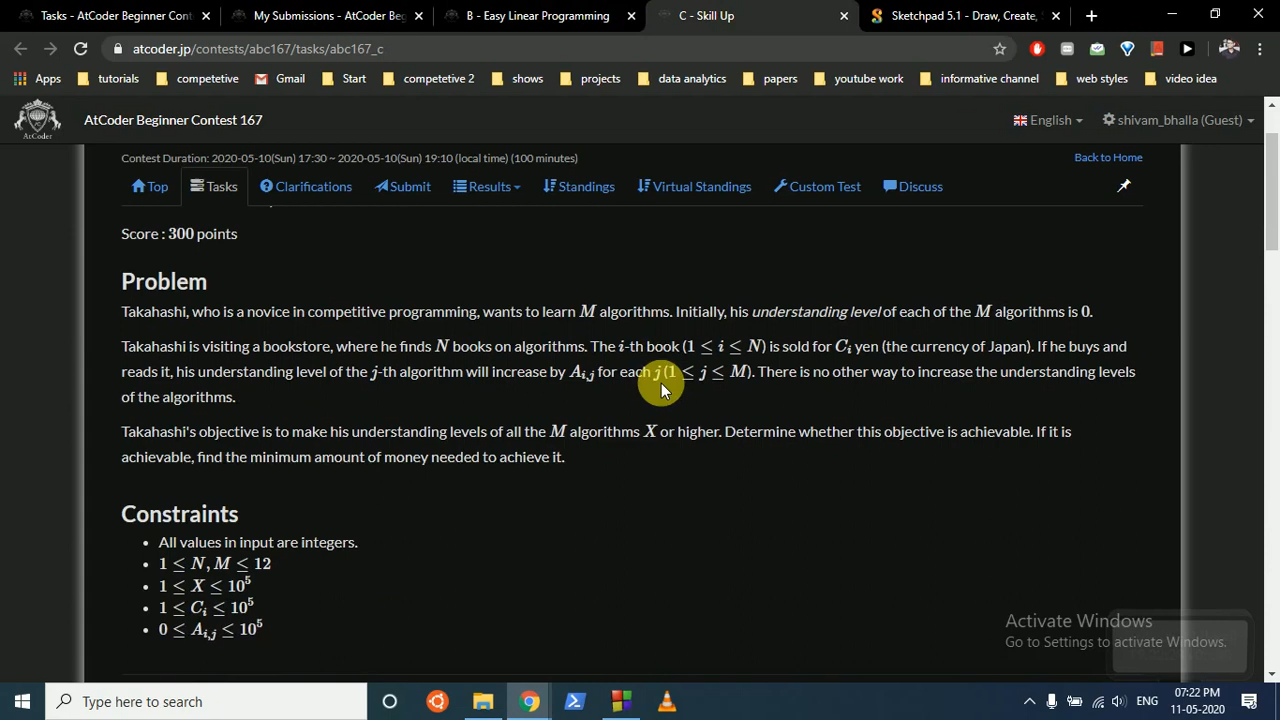 Tasks - AtCoder Beginner Cont
My Submissions - AtCoder Beg
B - Easy Linear Programming
C - Skill Up
Sketchpad 5.1 - Draw, Create,
atcoder.jp/contests/abc167/tasks/abc167_c
Apps tutorials competetive Gmail Start competetive 2 shows projects data analytics papers youtube work informative channel web styles video idea
AtCoder
AtCoder Beginner Contest 167
English
shivam_bhalla (Guest)
Contest Duration: 2020-05-10(Sun) 17:30 ~ 2020-05-10(Sun) 19:10 (local time) (100 minutes)
Back to Home
Top Tasks Clarifications Submit Results Standings Virtual Standings Custom Test Discuss
Score : 300 points
Problem
Takahashi, who is a novice in competitive programming, wants to learn M algorithms. Initially, his understanding level of each of the M algorithms is 0.
Takahashi is visiting a bookstore, where he finds N books on algorithms. The i-th book (1 ≤ i ≤ N) is sold for C_i yen (the currency of Japan). If he buys and
reads it, his understanding level of the j-th algorithm will increase by A_{i,j} for each j (1 ≤ j ≤ M). There is no other way to increase the understanding levels
of the algorithms.
Takahashi's objective is to make his understanding levels of all the M algorithms X or higher. Determine whether this objective is achievable. If it is
achievable, find the minimum amount of money needed to achieve it.
Constraints
• All values in input are integers.
• 1 ≤ N, M ≤ 12
• 1 ≤ X ≤ 10^5
• 1 ≤ C_i ≤ 10^5
• 0 ≤ A_{i,j} ≤ 10^5
Activate Windows
Go to Settings to activate Windows.
Type here to search
ENG
07:22 PM
11-05-2020